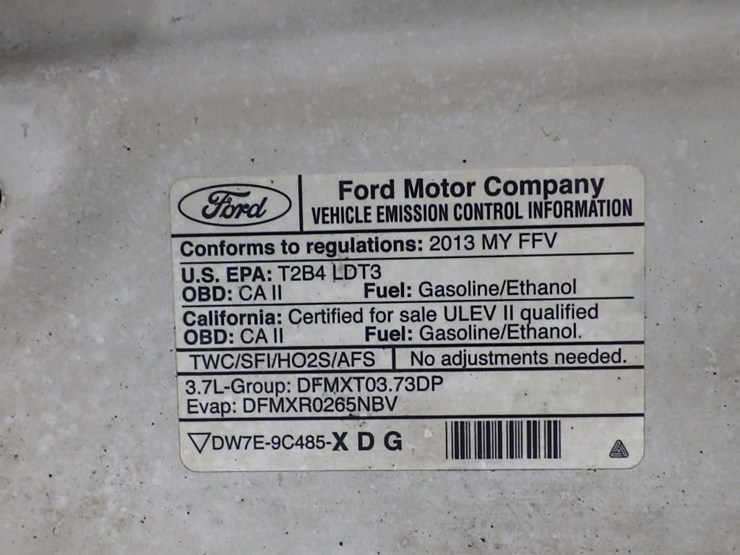 Ford
Ford Motor Company
VEHICLE EMISSION CONTROL INFORMATION
Conforms to regulations: 2013 MY FFV
U.S. EPA: T2B4 LDT3
OBD: CA II Fuel: Gasoline/Ethanol
California: Certified for sale ULEV II qualified
OBD: CA II Fuel: Gasoline/Ethanol.
TWC/SFI/HO2S/AFS No adjustments needed.
3.7L-Group: DFMXT03.73DP
Evap: DFMXR0265NBV
▽DW7E-9C485-X D G